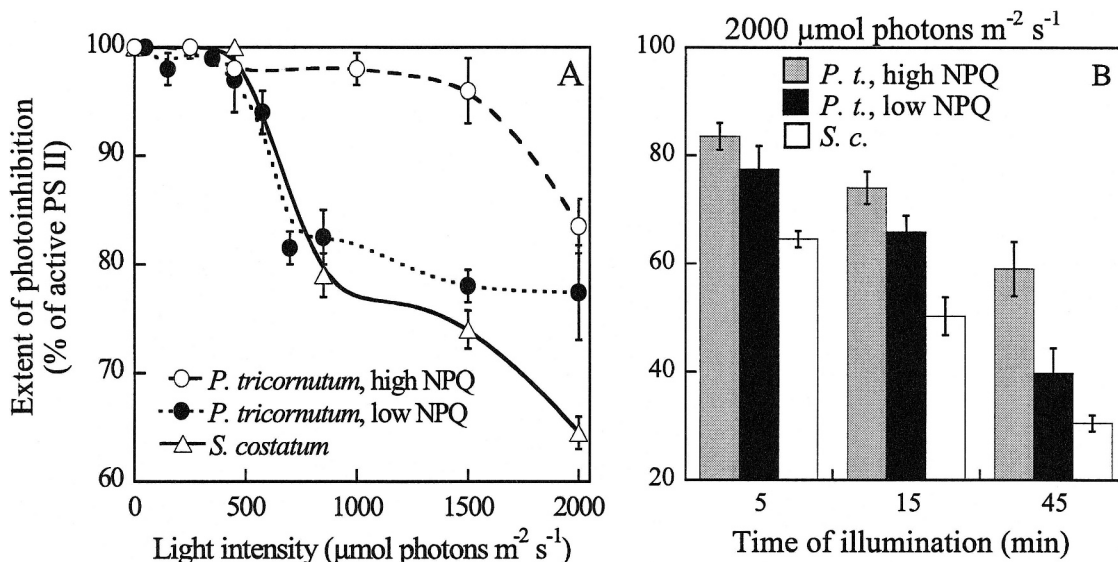 Extent of photoinhibition
(% of active PS II)
100
90
80
70
60
A
P. tricornutum, high NPQ
P. tricornutum, low NPQ
S. costatum
0 500 1000 1500 2000
Light intensity (µmol photons m⁻² s⁻¹)
2000 µmol photons m⁻² s⁻¹
100
80
60
40
20
B
P. t., high NPQ
P. t., low NPQ
S. c.
5 15 45
Time of illumination (min)